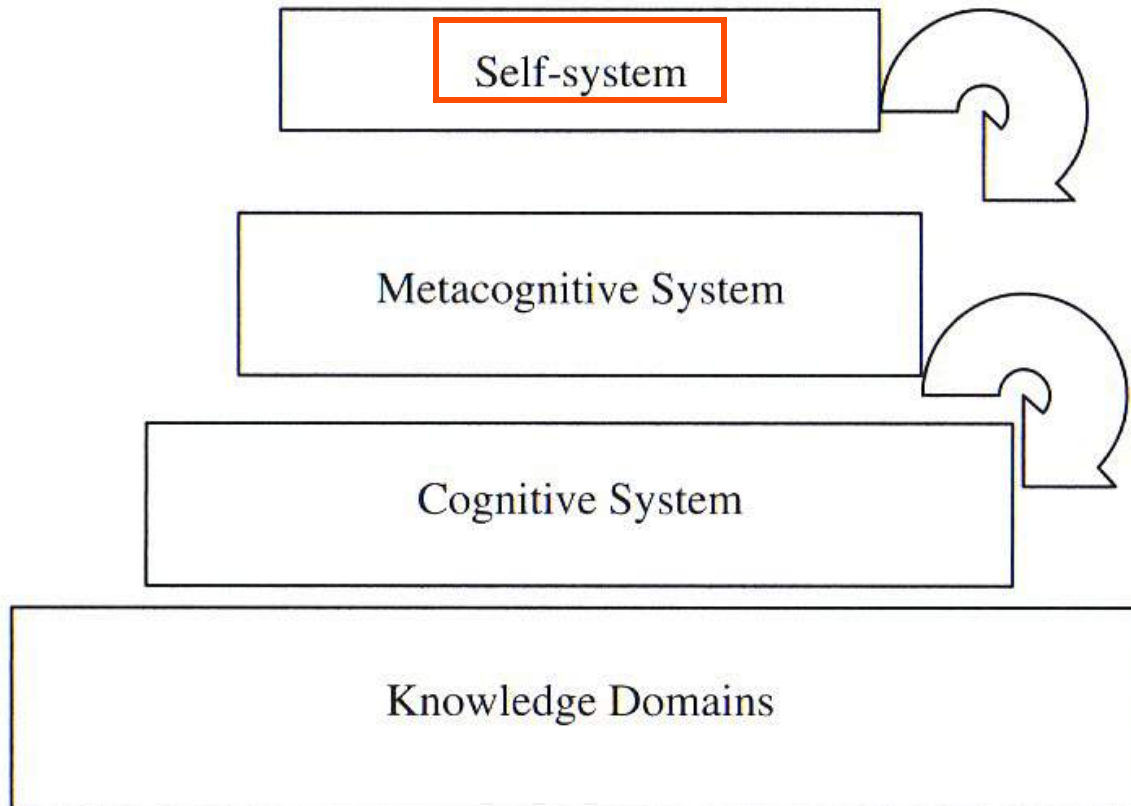 Self-system
Metacognitive System
Cognitive System
Knowledge Domains